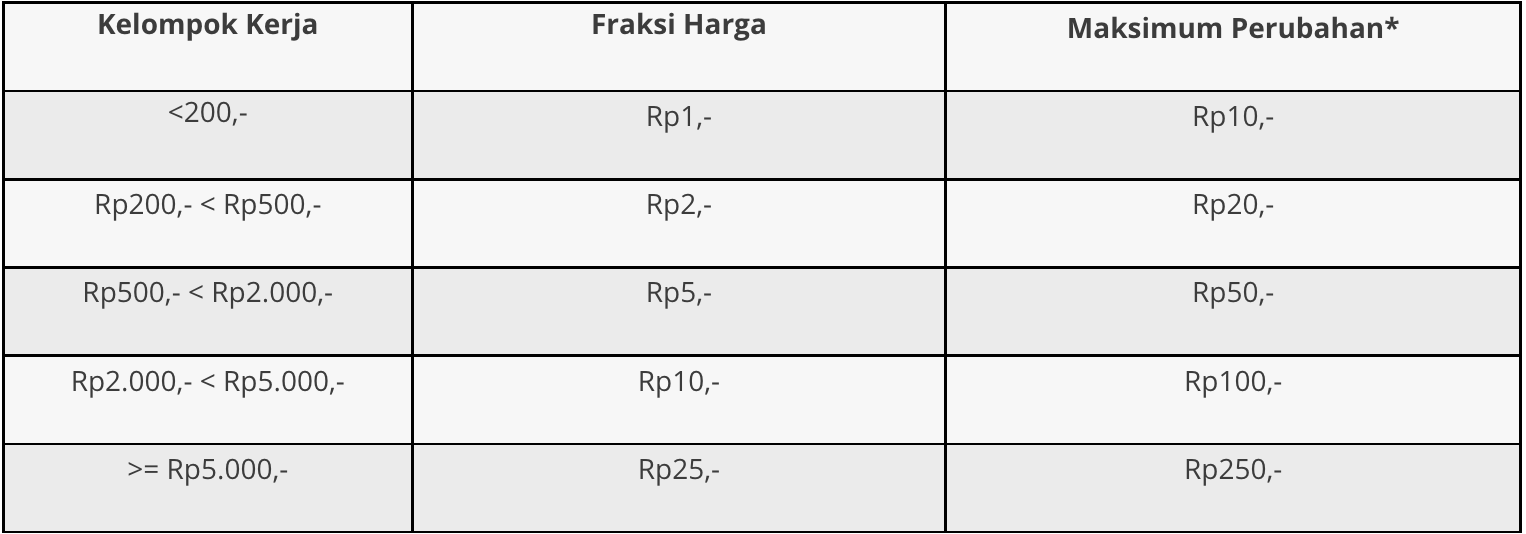 Kelompok Kerja Fraksi Harga Maksimum Perubahan*
<200,- Rp1,- Rp10,-
Rp200,- < Rp500,- Rp2,- Rp20,-
Rp500,- < Rp2.000,- Rp5,- Rp50,-
Rp2.000,- < Rp5.000,- Rp10,- Rp100,-
>= Rp5.000,- Rp25,- Rp250,-